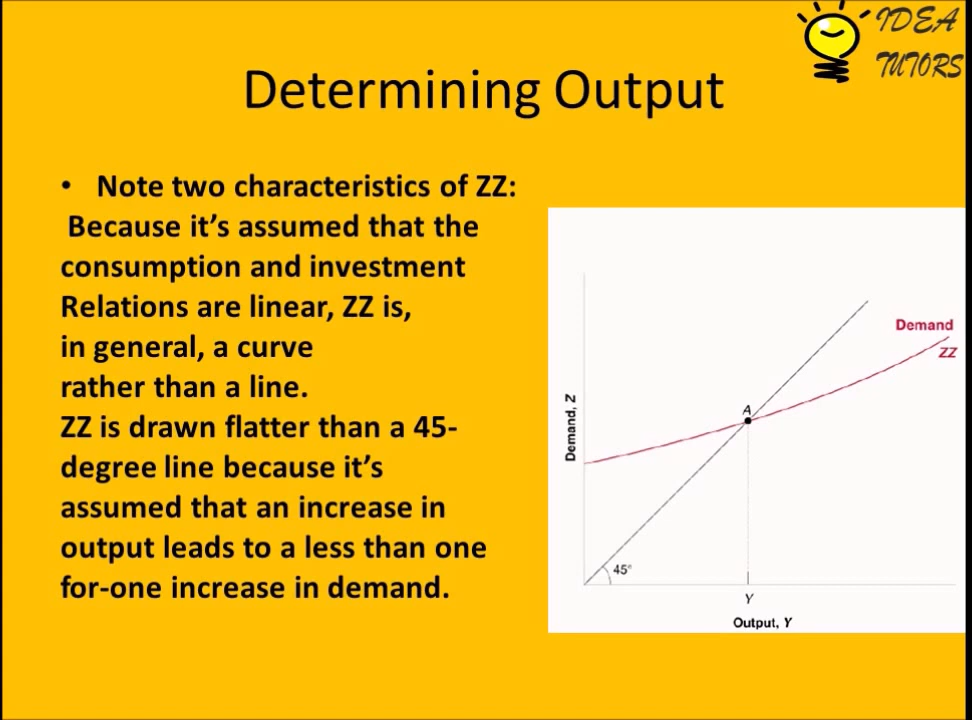 IDEA
TUTORS
Determining Output
• Note two characteristics of ZZ:
Because it's assumed that the
consumption and investment
Relations are linear, ZZ is,
in general, a curve
rather than a line.
ZZ is drawn flatter than a 45-
degree line because it's
assumed that an increase in
output leads to a less than one
for-one increase in demand.
Demand
ZZ
A
Demand, Z
45°
Y
Output, Y